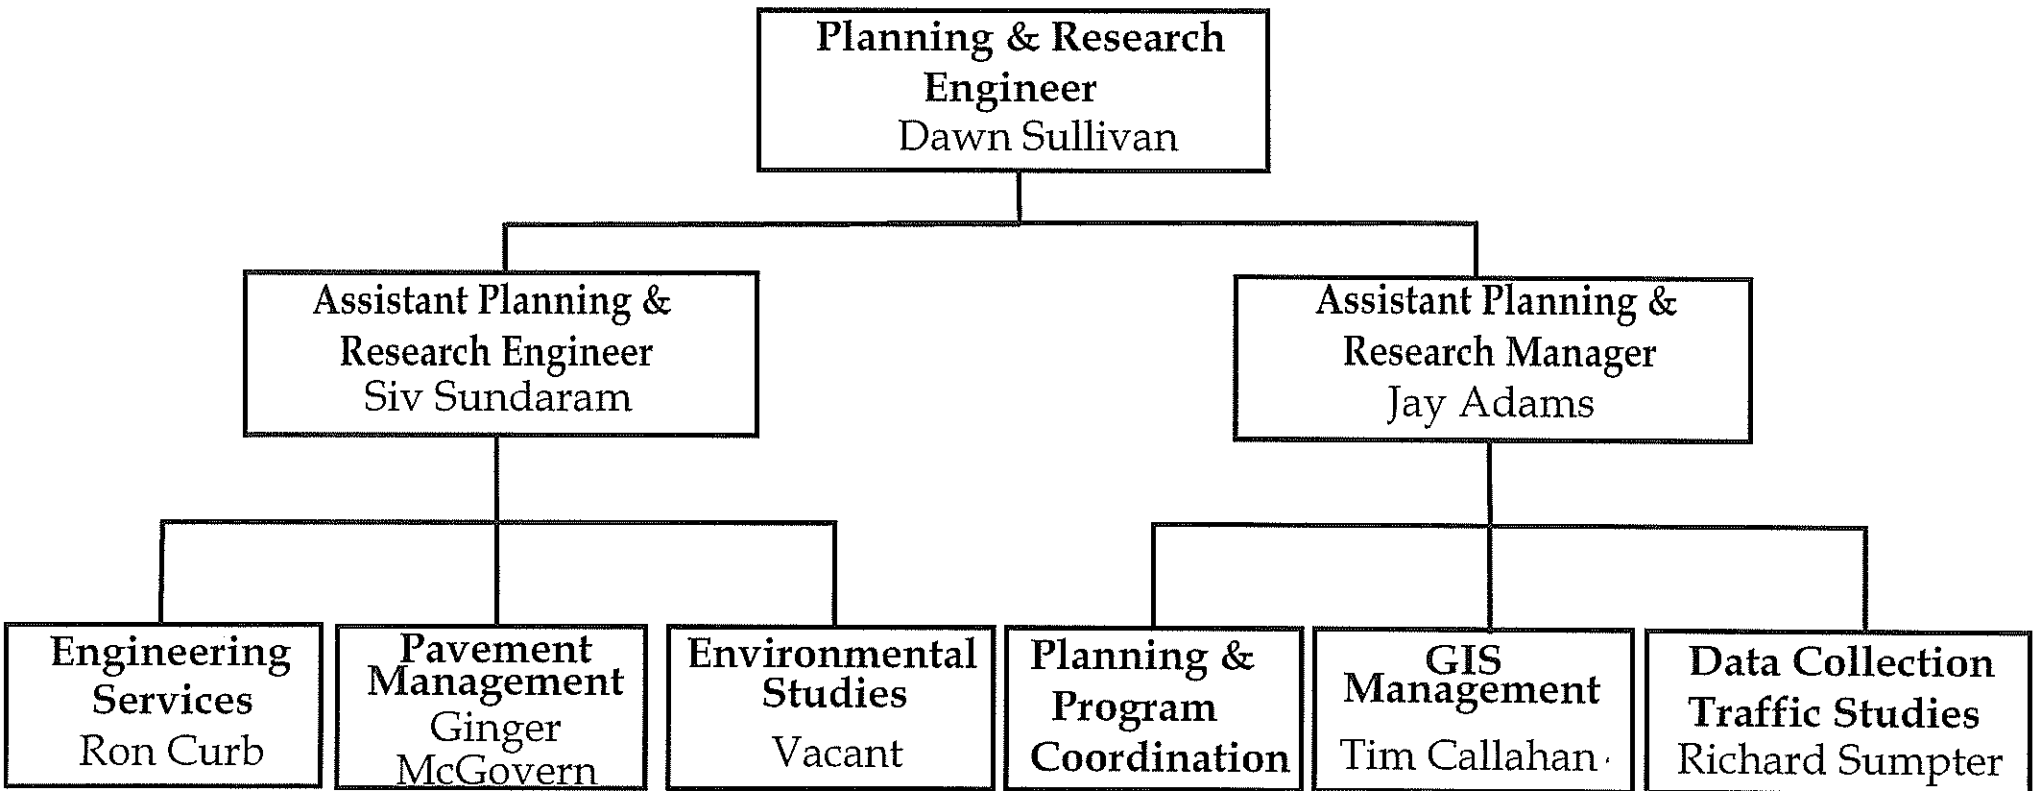 Planning & Research
Engineer
Dawn Sullivan
Assistant Planning &
Research Engineer
Siv Sundaram
Assistant Planning &
Research Manager
Jay Adams
Engineering
Services
Ron Curb
Pavement
Management
Ginger
McGovern
Environmental
Studies
Vacant
Planning &
Program
Coordination
GIS
Management
Tim Callahan
Data Collection
Traffic Studies
Richard Sumpter